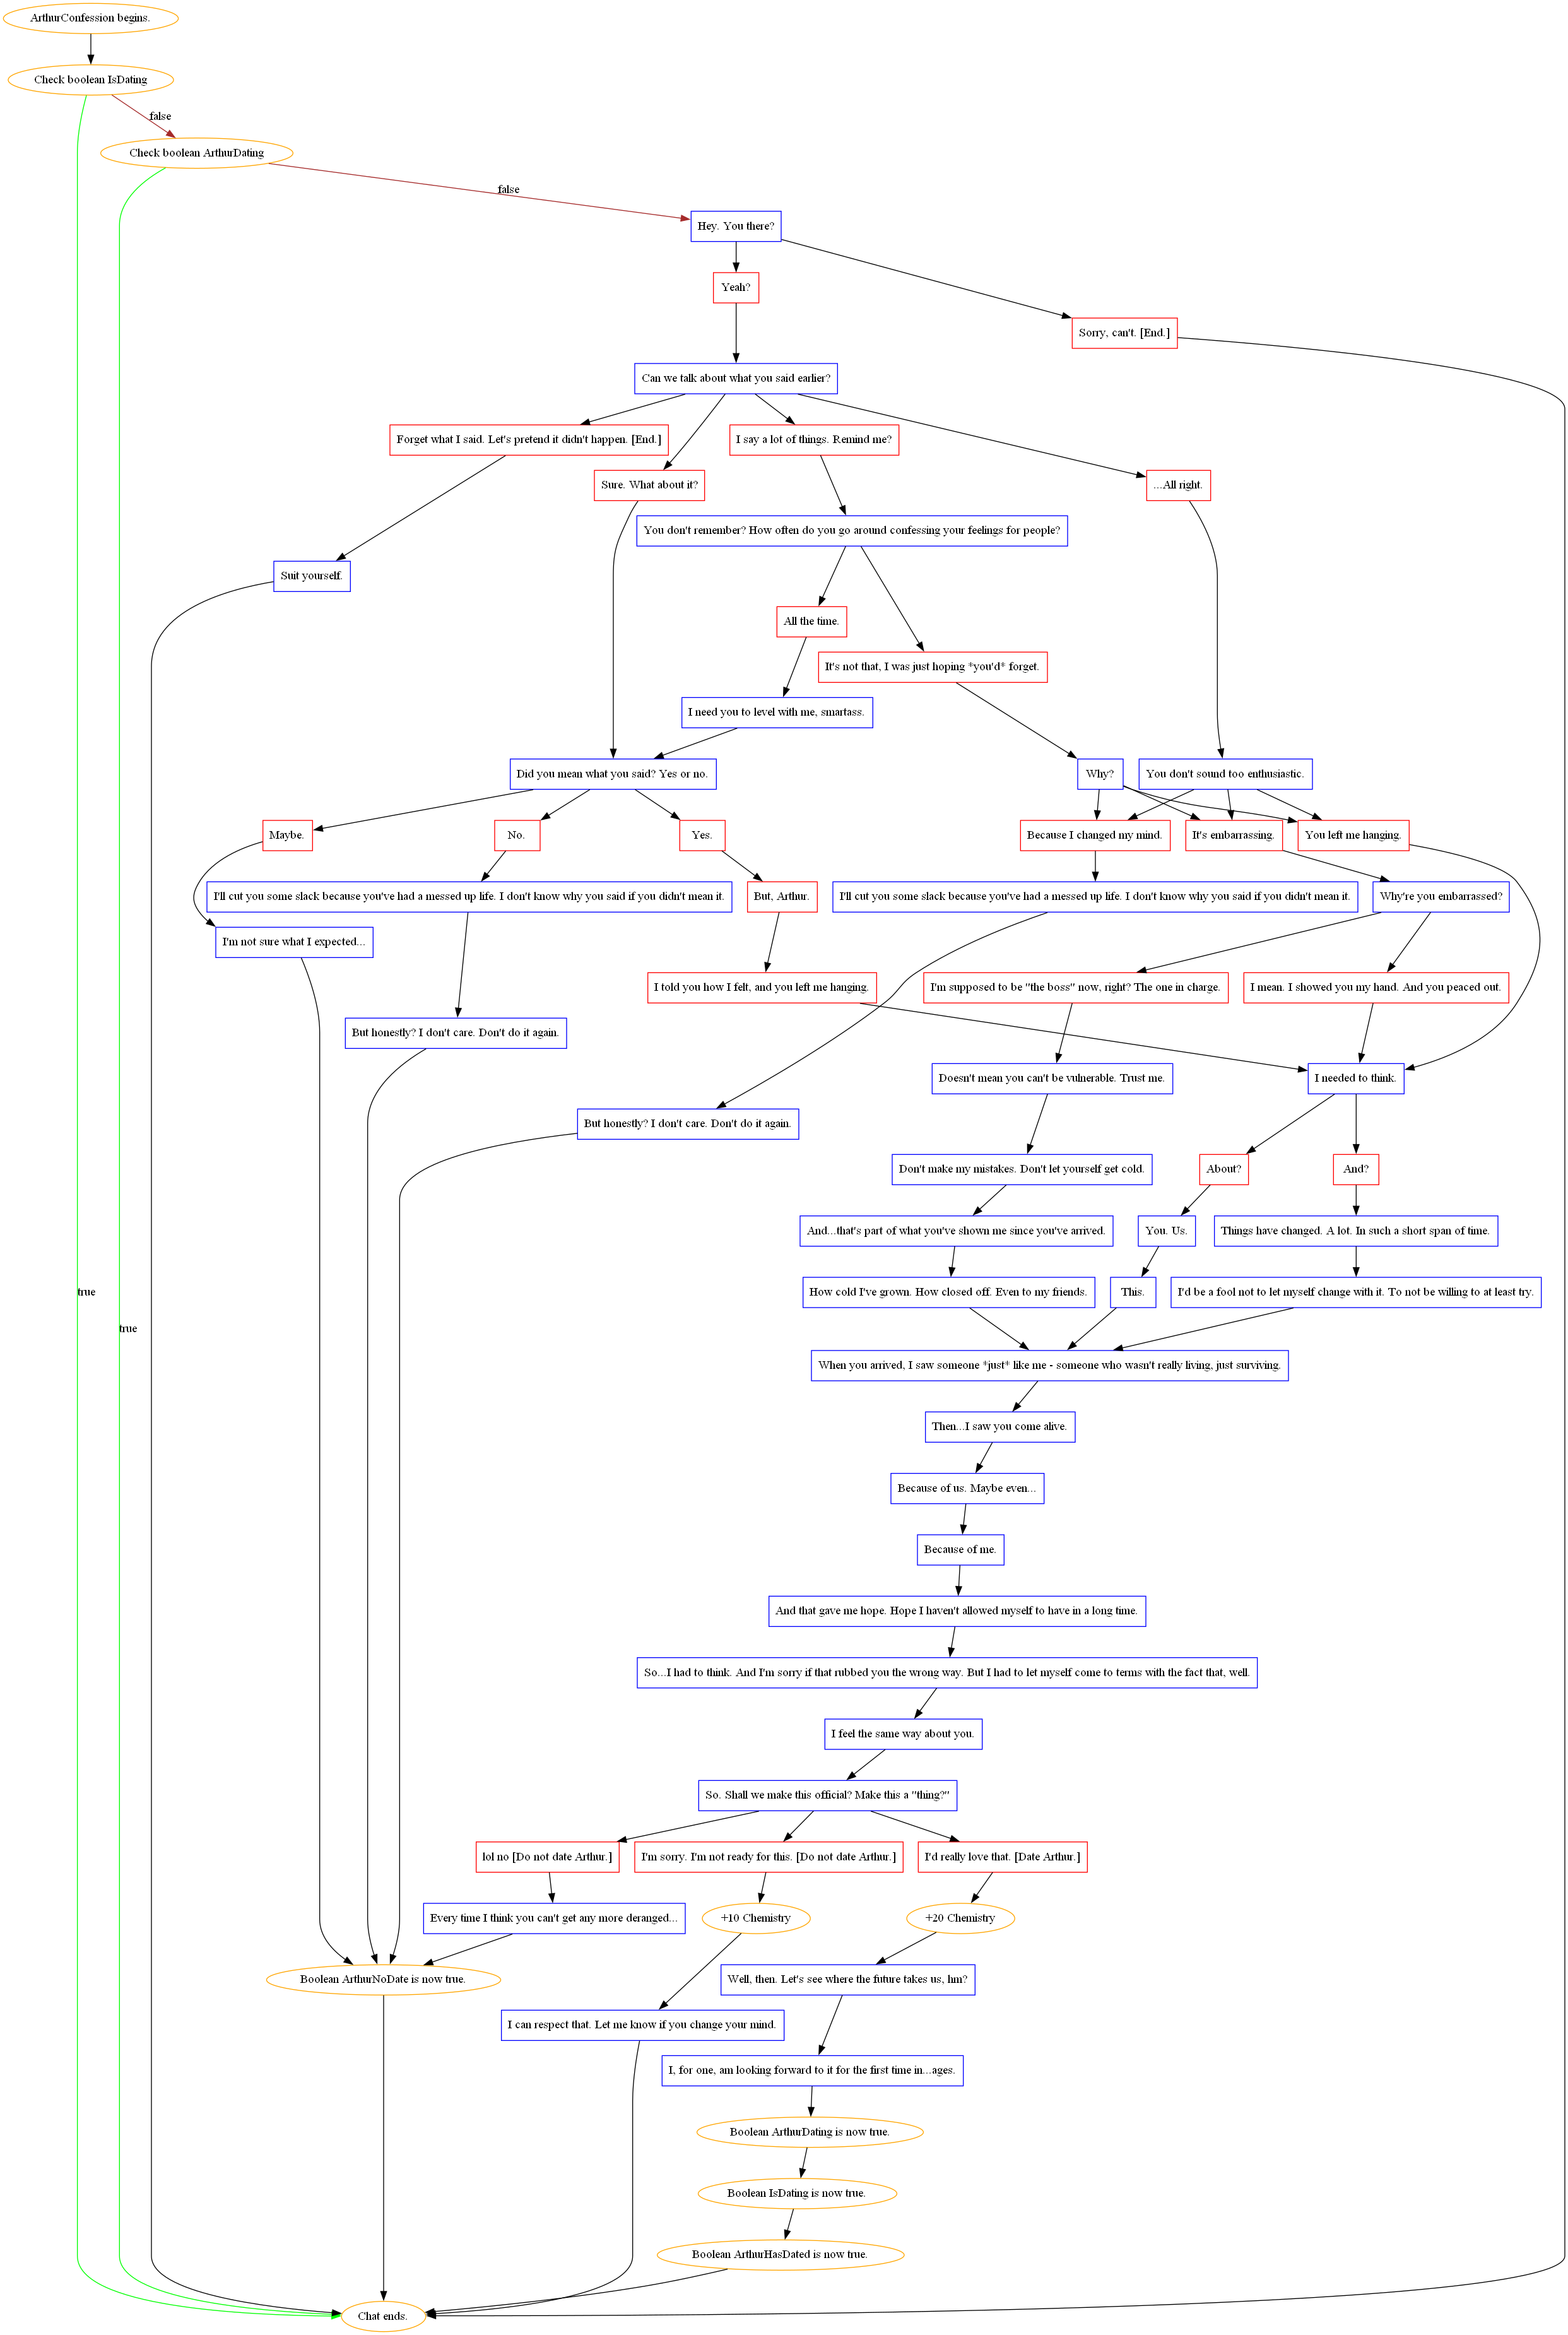 ArthurConfession begins.
Check boolean IsDating
false
Check boolean ArthurDating
false
Hey. You there?
Yeah?
Sorry, can't. [End.]
Can we talk about what you said earlier?
Forget what I said. Let's pretend it didn't happen. [End.]
I say a lot of things. Remind me?
Sure. What about it?
...All right.
You don't remember? How often do you go around confessing your feelings for people?
Suit yourself.
All the time.
It's not that, I was just hoping *you'd* forget.
I need you to level with me, smartass.
Did you mean what you said? Yes or no.
Why?
You don't sound too enthusiastic.
Maybe.
No.
Yes.
Because I changed my mind.
It's embarrassing.
You left me hanging.
I'll cut you some slack because you've had a messed up life. I don't know why you said if you didn't mean it.
But, Arthur.
I'll cut you some slack because you've had a messed up life. I don't know why you said if you didn't mean it.
Why're you embarrassed?
I'm not sure what I expected...
I told you how I felt, and you left me hanging.
I'm supposed to be "the boss" now, right? The one in charge.
I mean. I showed you my hand. And you peaced out.
But honestly? I don't care. Don't do it again.
Doesn't mean you can't be vulnerable. Trust me.
I needed to think.
But honestly? I don't care. Don't do it again.
Don't make my mistakes. Don't let yourself get cold.
About?
And?
And...that's part of what you've shown me since you've arrived.
You. Us.
Things have changed. A lot. In such a short span of time.
true
How cold I've grown. How closed off. Even to my friends.
This.
I'd be a fool not to let myself change with it. To not be willing to at least try.
true
When you arrived, I saw someone *just* like me - someone who wasn't really living, just surviving.
Then...I saw you come alive.
Because of us. Maybe even...
Because of me.
And that gave me hope. Hope I haven't allowed myself to have in a long time.
So...I had to think. And I'm sorry if that rubbed you the wrong way. But I had to let myself come to terms with the fact that, well.
I feel the same way about you.
So. Shall we make this official? Make this a "thing?"
lol no [Do not date Arthur.]
I'm sorry. I'm not ready for this. [Do not date Arthur.]
I'd really love that. [Date Arthur.]
Every time I think you can't get any more deranged...
+10 Chemistry
+20 Chemistry
Boolean ArthurNoDate is now true.
Well, then. Let's see where the future takes us, hm?
I can respect that. Let me know if you change your mind.
I, for one, am looking forward to it for the first time in...ages.
Boolean ArthurDating is now true.
Boolean IsDating is now true.
Boolean ArthurHasDated is now true.
Chat ends.